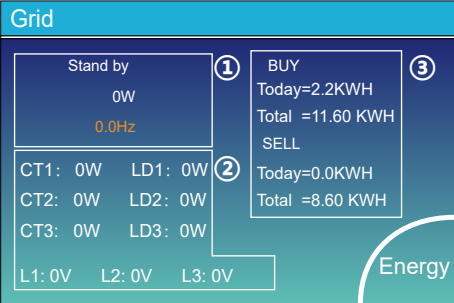 Grid
Stand by
0W
0.0Hz
①
CT1: 0W LD1: 0W
②
CT2: 0W LD2: 0W
CT3: 0W LD3: 0W
L1: 0V L2: 0V L3: 0V
BUY
③
Today=2.2KWH
Total =11.60 KWH
SELL
Today=0.0KWH
Total =8.60 KWH
Energy